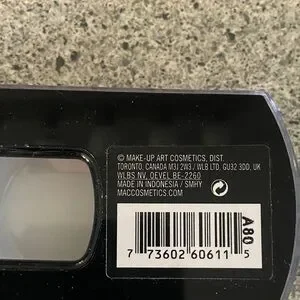 © MAKE-UP ART COSMETICS, DIST.
TORONTO, CANADA M3J 2W3 / WLB LTD, GU32 3DD, UK
WLBS NV, OEVEL BE-2260
MADE IN INDONESIA / SMHY
MACCOSMETICS.COM
A80
7 73602 60611 5